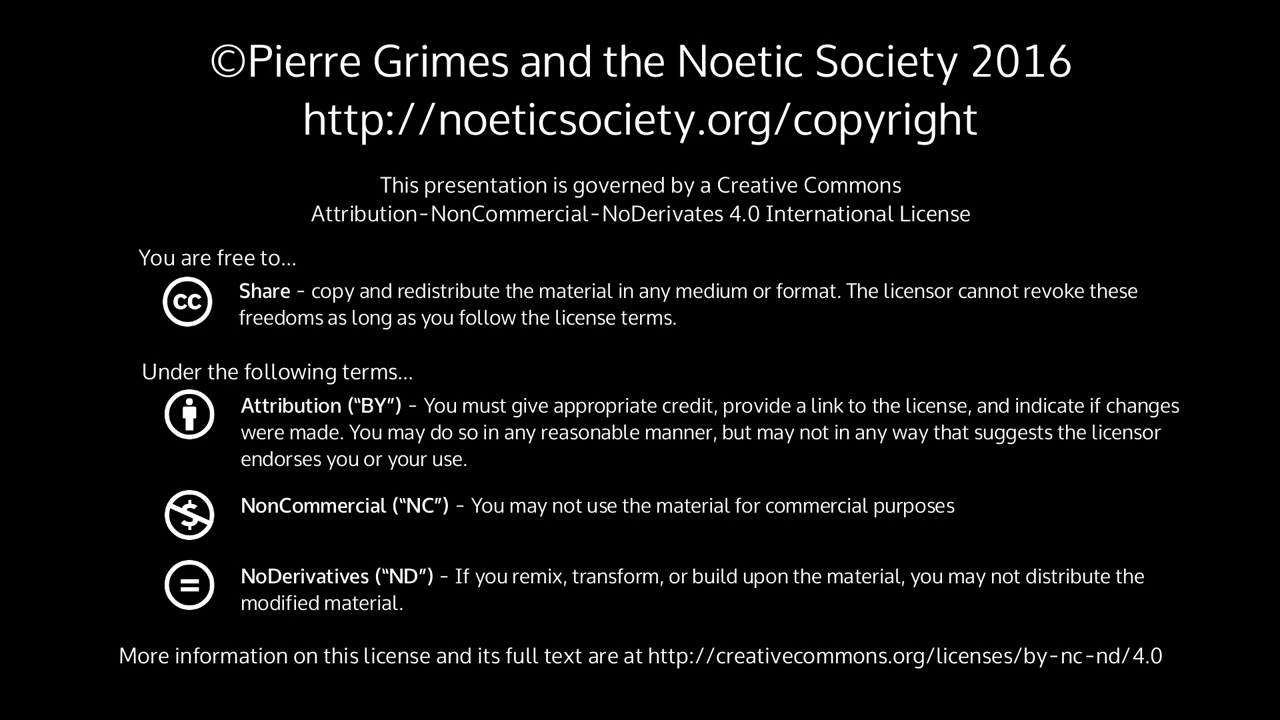 ©Pierre Grimes and the Noetic Society 2016
http://noeticsociety.org/copyright
This presentation is governed by a Creative Commons
Attribution-NonCommercial-NoDerivates 4.0 International License
You are free to...
cc
Share - copy and redistribute the material in any medium or format. The licensor cannot revoke these
freedoms as long as you follow the license terms.
Under the following terms...
Attribution (“BY”) - You must give appropriate credit, provide a link to the license, and indicate if changes
were made. You may do so in any reasonable manner, but may not in any way that suggests the licensor
endorses you or your use.
$
NonCommercial (“NC”) - You may not use the material for commercial purposes
=
NoDerivatives (“ND”) - If you remix, transform, or build upon the material, you may not distribute the
modified material.
More information on this license and its full text are at http://creativecommons.org/licenses/by-nc-nd/4.0